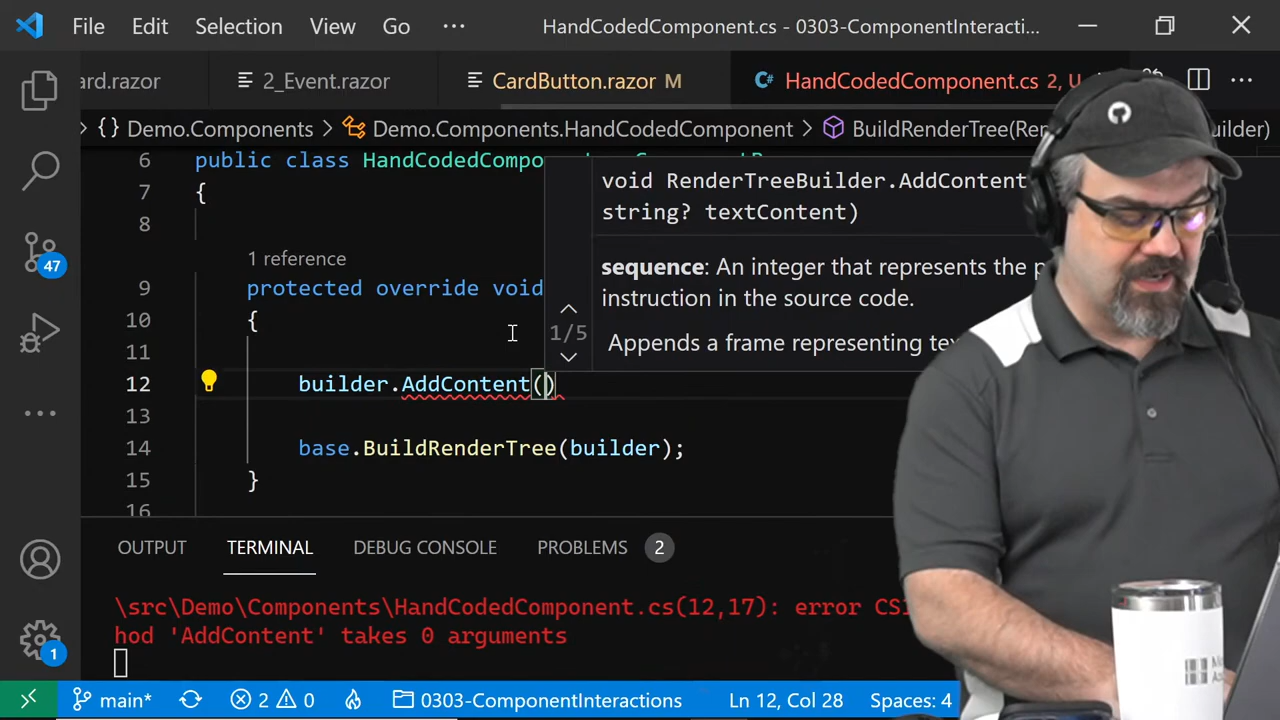 File Edit Selection View Go ··· HandCodedComponent.cs - 0303-ComponentInteracti...
ard.razor 2_Event.razor CardButton.razor M HandCodedComponent.cs 2, U
{} Demo.Components > Demo.Components.HandCodedComponent > BuildRenderTree(
6 public class HandCodedCompo
7 {
8
1 reference
9 protected override void
10 {
11
12 builder.AddContent()
13
14 base.BuildRenderTree(builder);
15 }
16
void RenderTreeBuilder.AddContent
string? textContent)
1/5
sequence: An integer that represents the
instruction in the source code.
Appends a frame representing
47
OUTPUT TERMINAL DEBUG CONSOLE PROBLEMS 2
\src\Demo\Components\HandCodedComponent.cs(12,17): error
hod 'AddContent' takes 0 arguments
1
main* 2 0 0303-ComponentInteractions Ln 12, Col 28 Spaces: 4